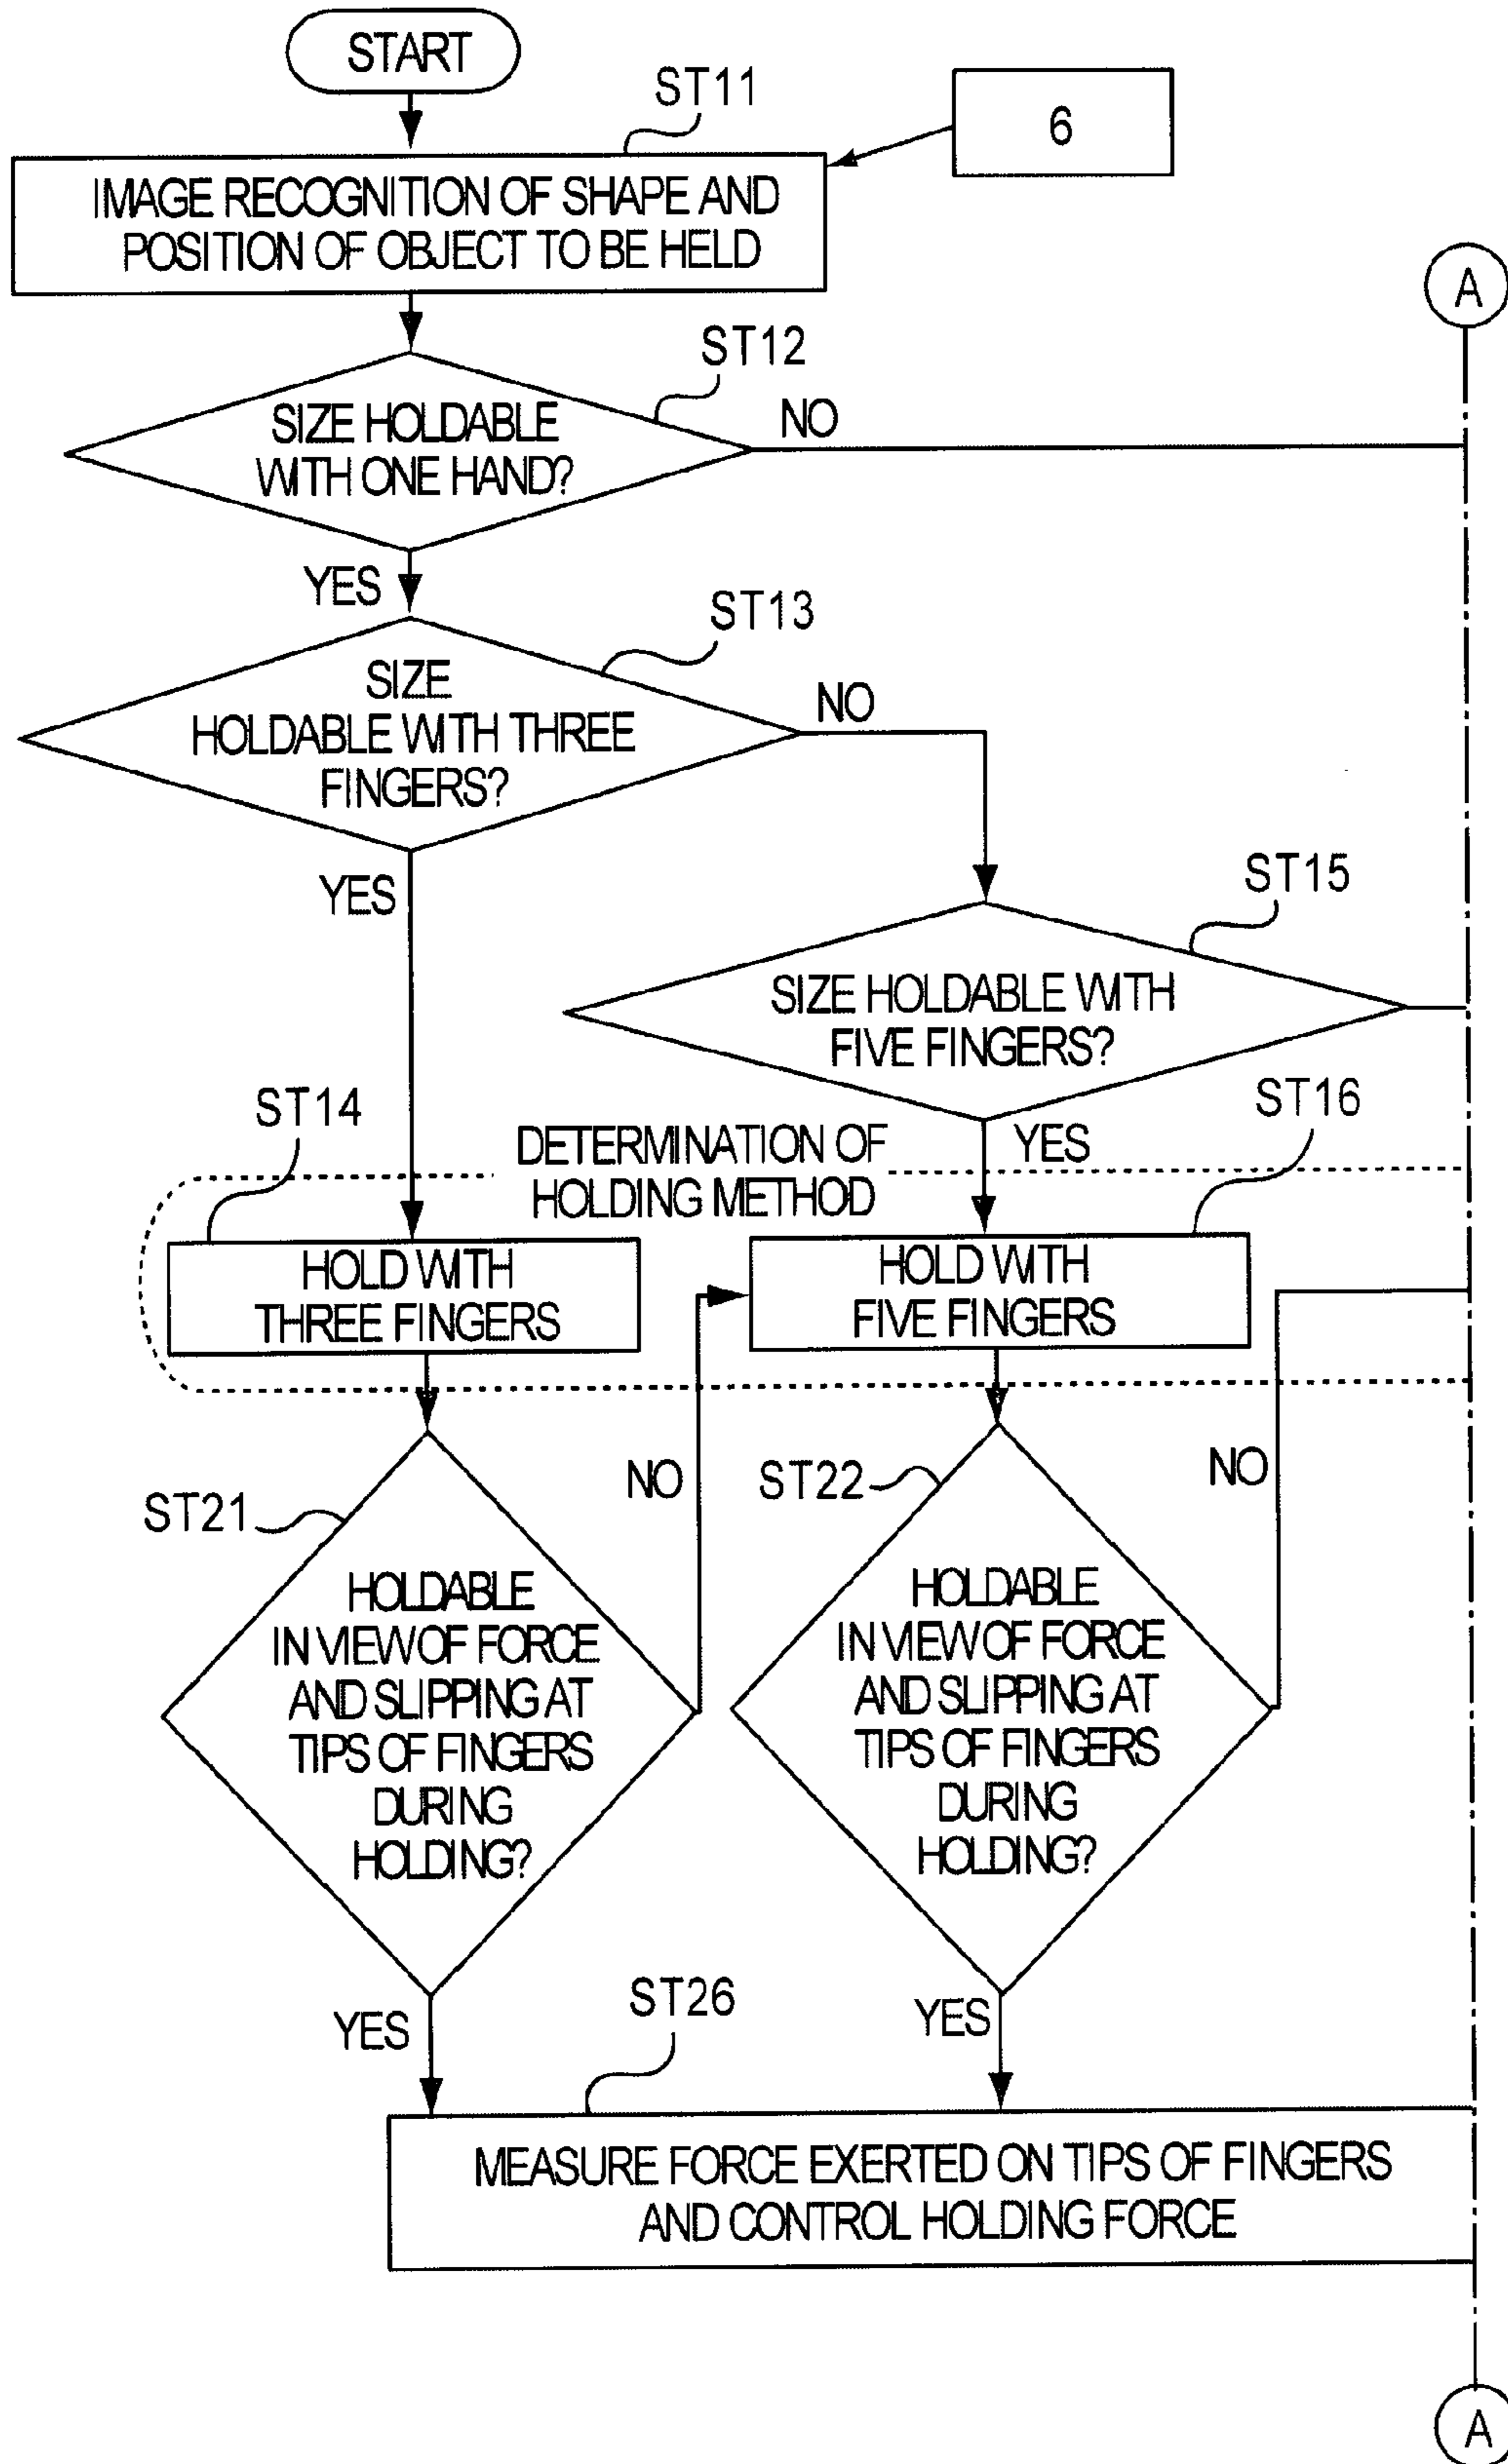 START
ST11
6
IMAGE RECOGNITION OF SHAPE AND
POSITION OF OBJECT TO BE HELD
A
ST12
SIZE HOLDABLE
WITH ONE HAND?
NO
YES
ST13
SIZE
HOLDABLE WITH THREE
FINGERS?
NO
YES
ST15
SIZE HOLDABLE WITH
FIVE FINGERS?
ST14
ST16
DETERMINATION OF
HOLDING METHOD
YES
HOLD WITH
THREE FINGERS
HOLD WITH
FIVE FINGERS
NO
NO
ST21
ST22
HOLDABLE
IN VIEW OF FORCE
AND SLIPPING AT
TIPS OF FINGERS
DURING
HOLDING?
HOLDABLE
IN VIEW OF FORCE
AND SLIPPING AT
TIPS OF FINGERS
DURING
HOLDING?
YES
ST26
YES
MEASURE FORCE EXERTED ON TIPS OF FINGERS
AND CONTROL HOLDING FORCE
A